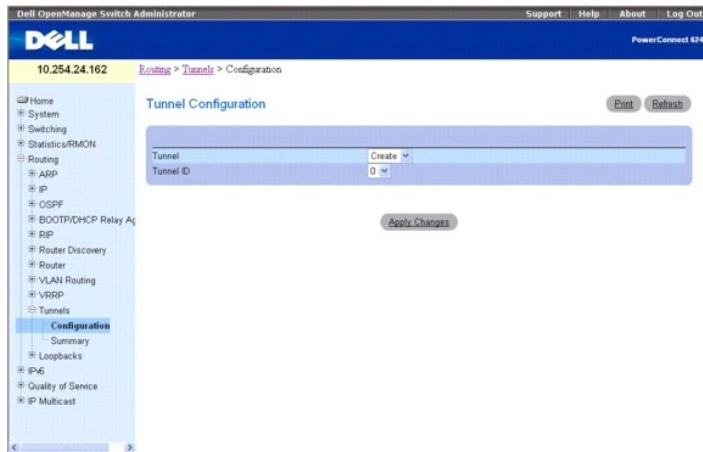 Dell OpenManage Switch Administrator
Support Help About Log Out
DELL
PowerConnect 624
10.254.24.162
Routing > Tunnels > Configuration
Home
System
Switching
Statistics/RMON
Routing
ARP
IP
OSPF
BOOTP/DHCP Relay Ag
RIP
Router Discovery
Router
VLAN Routing
VRRP
Tunnels
Configuration
Summary
Loopbacks
IPv6
Quality of Service
IP Multicast
Tunnel Configuration
Print Refresh
Tunnel Create
Tunnel ID 0
Apply Changes